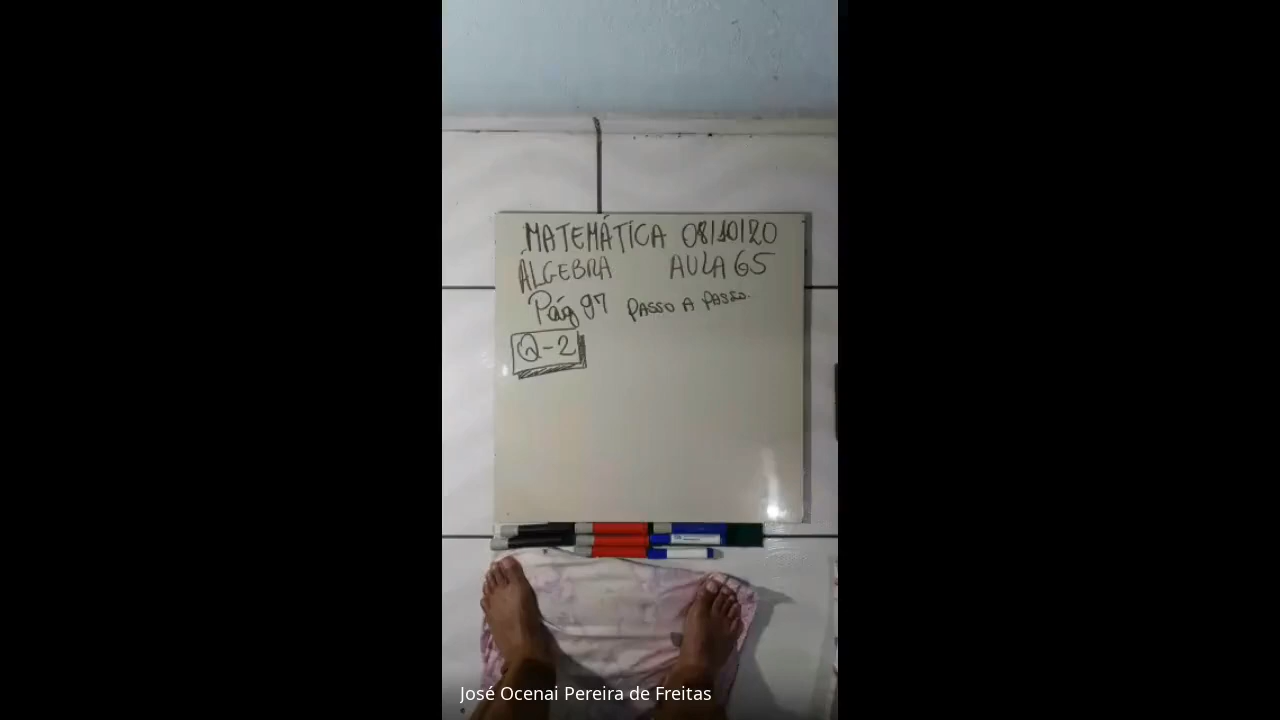 MATEMÁTICA 08/10/20
ÁLGEBRA AULA 65
Pág 97 PASSO A PASSO.
Q-2
José Ocenai Pereira de Freitas